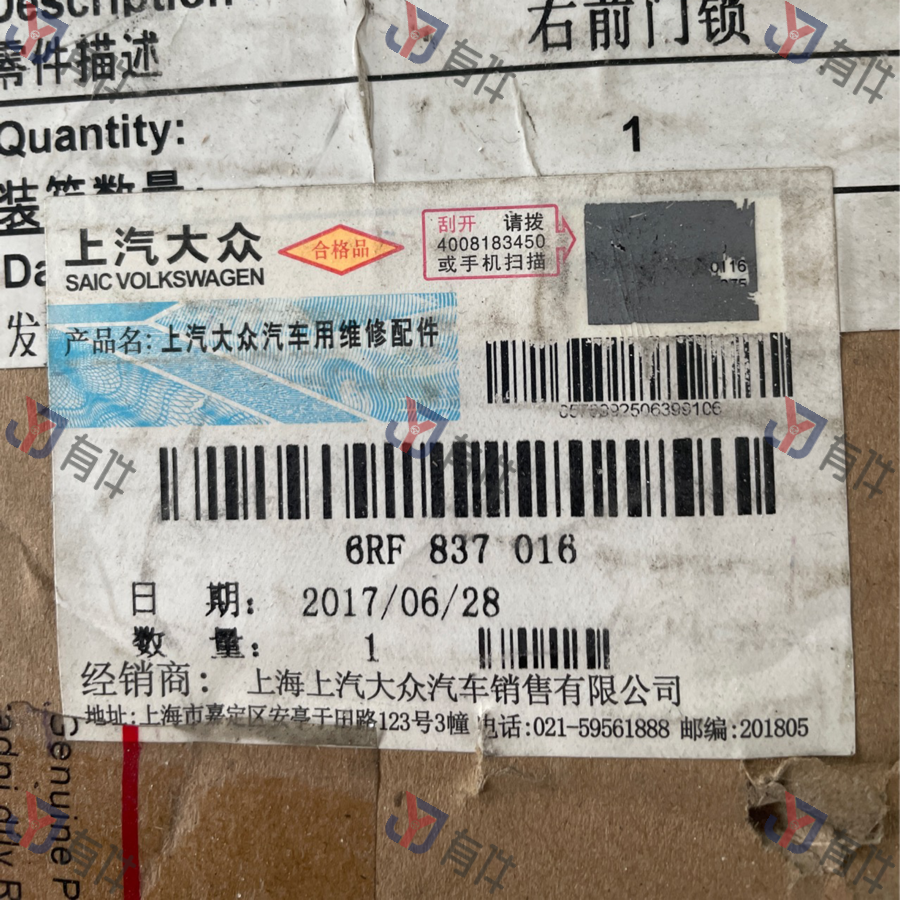 Description
右前门锁
零件描述
Quantity:
1
装箱数量:
上汽大众
SAIC VOLKSWAGEN
合格品
刮开 请拨
4008183450
或手机扫描
0116
发
产品名: 上汽大众汽车用维修配件
6RF 837 016
日 期: 2017/06/28
数 量: 1
经销商: 上海上汽大众汽车销售有限公司
地址:上海市嘉定区安亭于田路123号3幢 电话:021-59561888 邮编:201805
Genuine P
有件